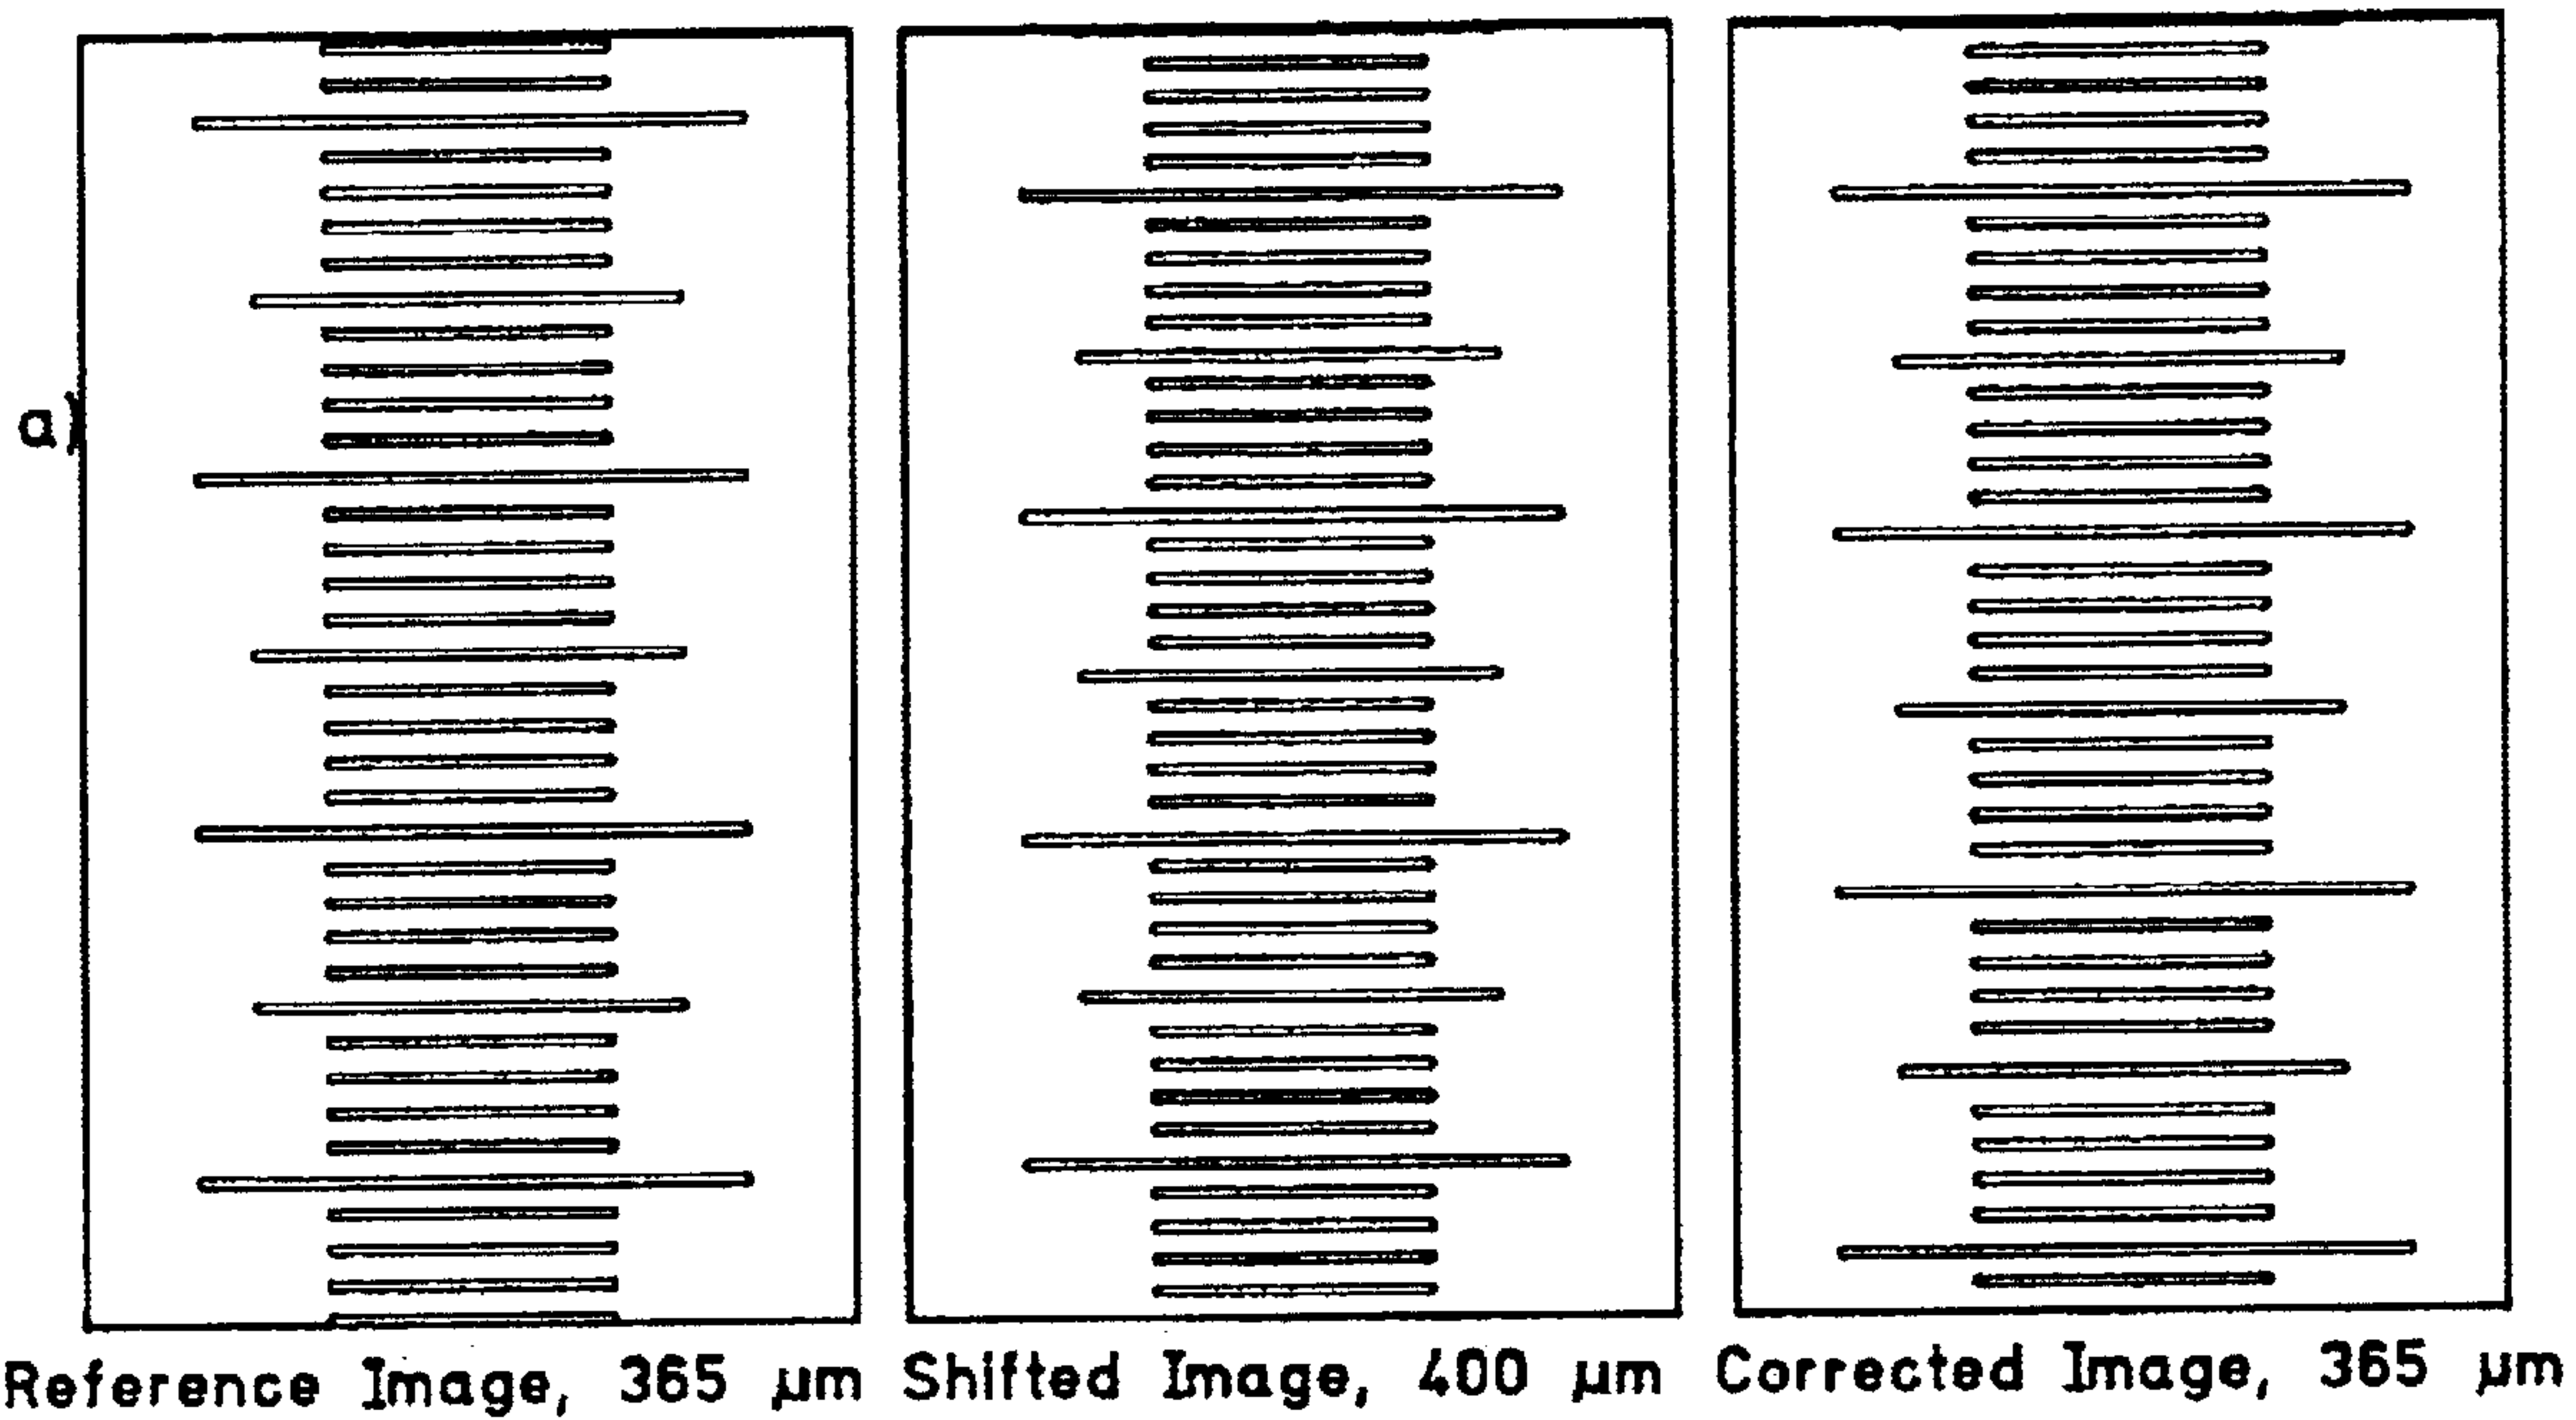 a)
Reference Image, 365 µm
Shifted Image, 400 µm
Corrected Image, 365 µm